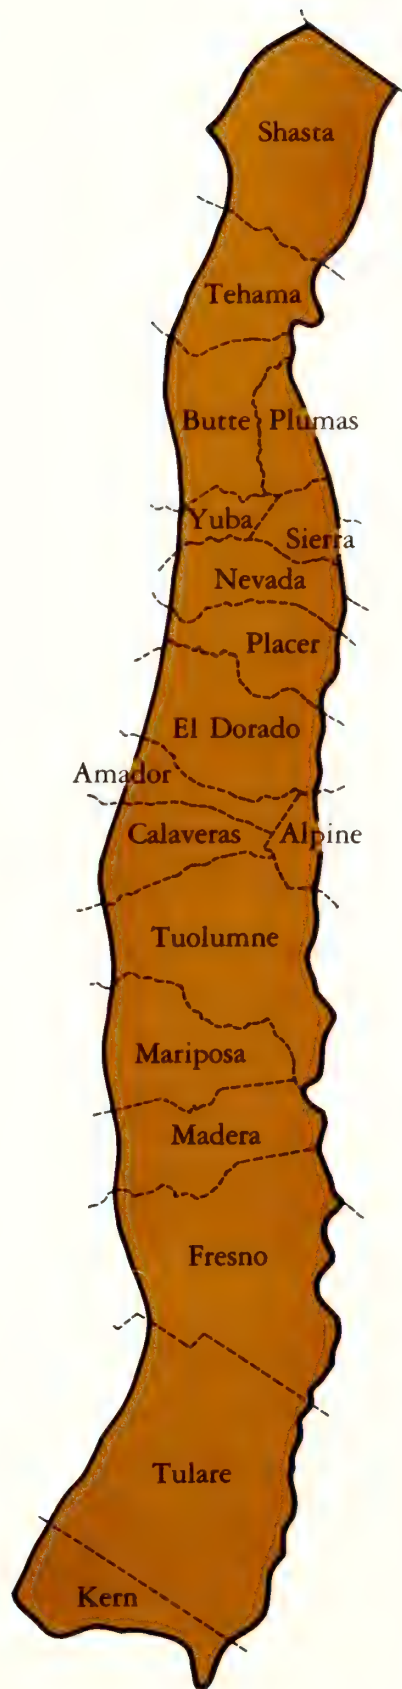 Shasta
Tehama
Butte
Plumas
Yuba
Sierra
Nevada
Placer
El Dorado
Amador
Calaveras
Alpine
Tuolumne
Mariposa
Madera
Fresno
Tulare
Kern